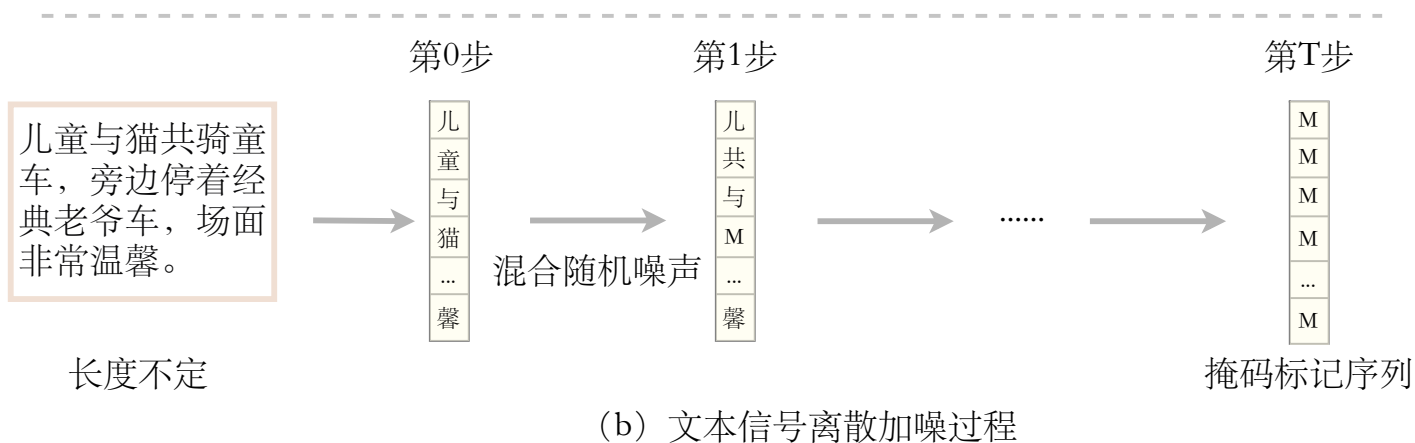 第0步 第1步 第T步
儿童与猫共骑童
车，旁边停着经
典老爷车，场面
非常温馨。
儿
童
与
猫
...
馨
混合随机噪声
儿
共
与
M
...
馨
......
M
M
M
M
...
M
长度不定
掩码标记序列
（b）文本信号离散加噪过程